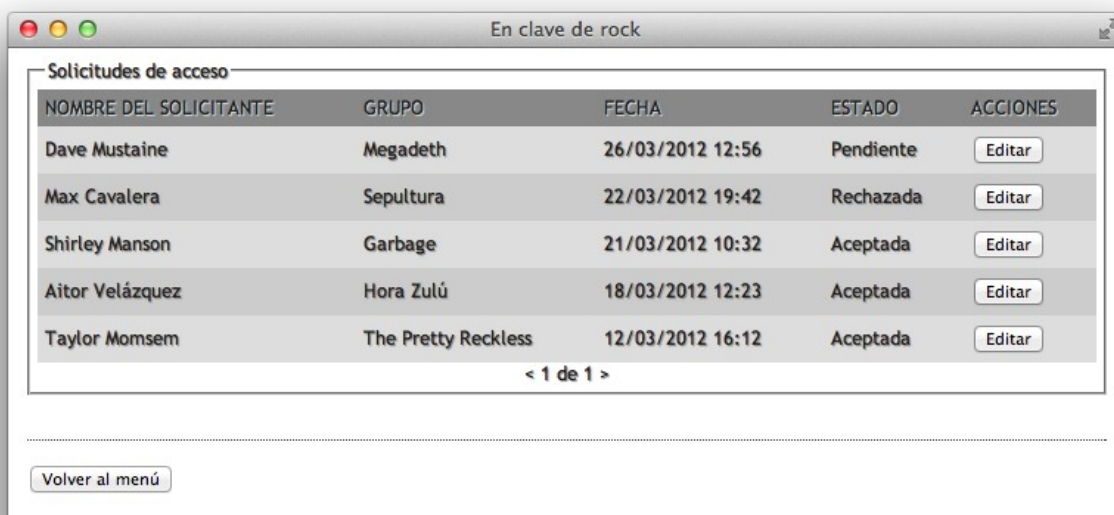 En clave de rock
Solicitudes de acceso
NOMBRE DEL SOLICITANTE GRUPO FECHA ESTADO ACCIONES
Dave Mustaine Megadeth 26/03/2012 12:56 Pendiente Editar
Max Cavalera Sepultura 22/03/2012 19:42 Rechazada Editar
Shirley Manson Garbage 21/03/2012 10:32 Aceptada Editar
Aitor Velázquez Hora Zulú 18/03/2012 12:23 Aceptada Editar
Taylor Momsem The Pretty Reckless 12/03/2012 16:12 Aceptada Editar
< 1 de 1 >
Volver al menú